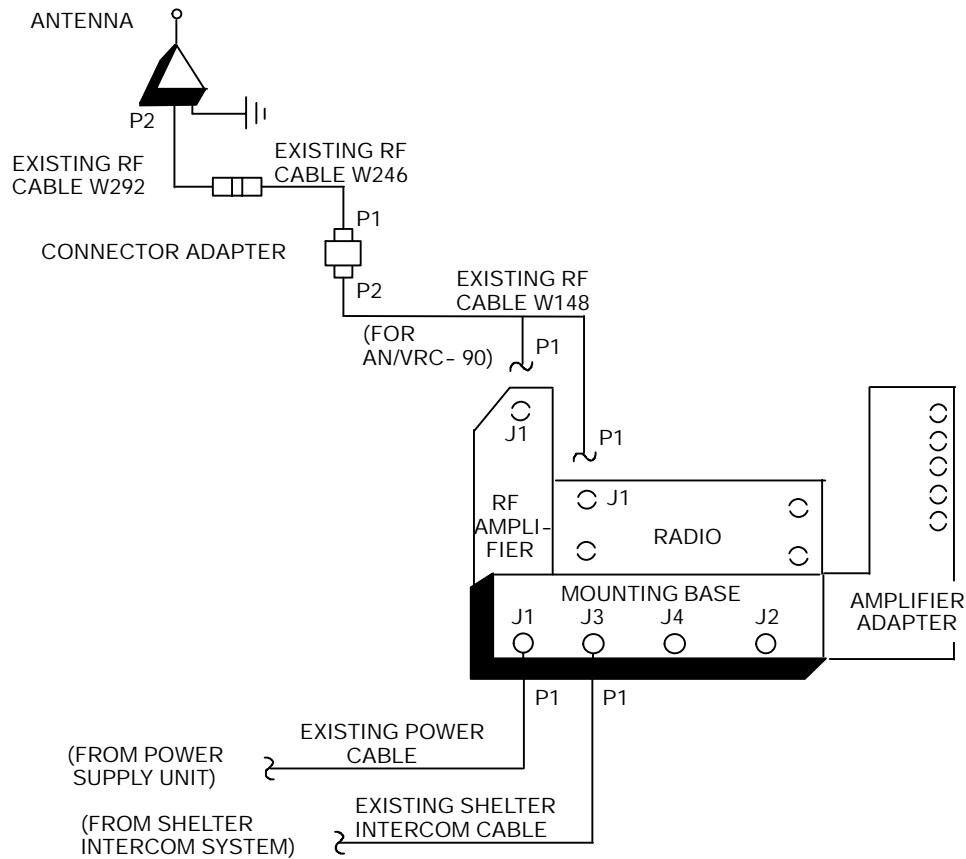 ANTENNA
P2
EXISTING RF
CABLE W292
EXISTING RF
CABLE W246
P1
CONNECTOR ADAPTER
P2
EXISTING RF
CABLE W148
(FOR
AN/VRC- 90)
P1
J1
P1
RF
AMPLI-
FIER
J1
RADIO
MOUNTING BASE
J1
J3
J4
J2
AMPLIFIER
ADAPTER
P1
P1
EXISTING POWER
CABLE
(FROM POWER
SUPPLY UNIT)
EXISTING SHELTER
INTERCOM CABLE
(FROM SHELTER
INTERCOM SYSTEM)